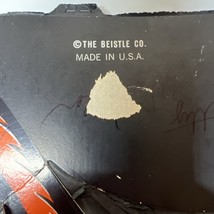 ©THE BEISTLE CO.
MADE IN U.S.A.